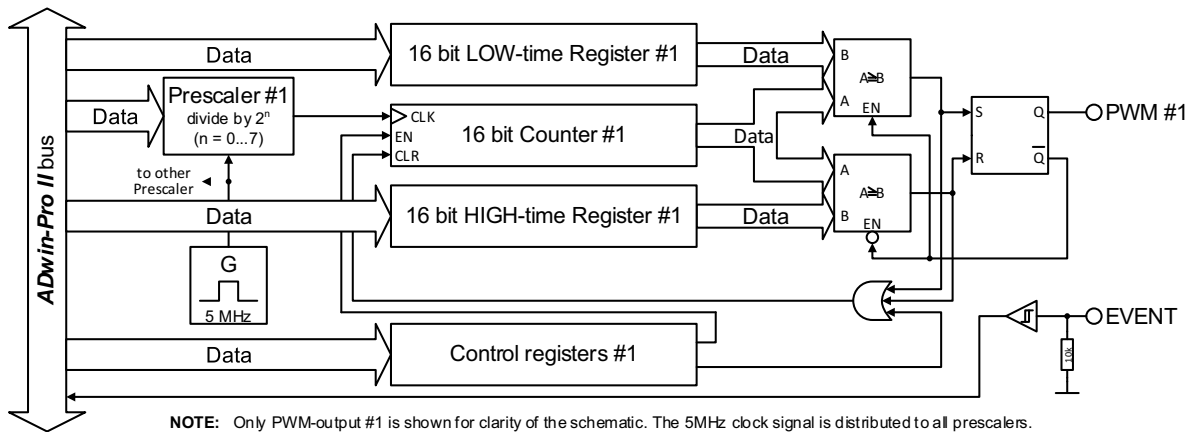 ADwin-Pro II bus
Data
16 bit LOW-time Register #1
Data
B
A≥B
A
EN
Data
Prescaler #1
divide by 2ⁿ
(n = 0...7)
CLK
EN
CLR
16 bit Counter #1
Data
S
Q
R
Q
PWM #1
to other
Prescaler
A
A≥B
B
EN
Data
16 bit HIGH-time Register #1
Data
G
5 MHz
EVENT
10k
Data
Control registers #1
NOTE: Only PWM-output #1 is shown for clarity of the schematic. The 5MHz clock signal is distributed to all prescalers.